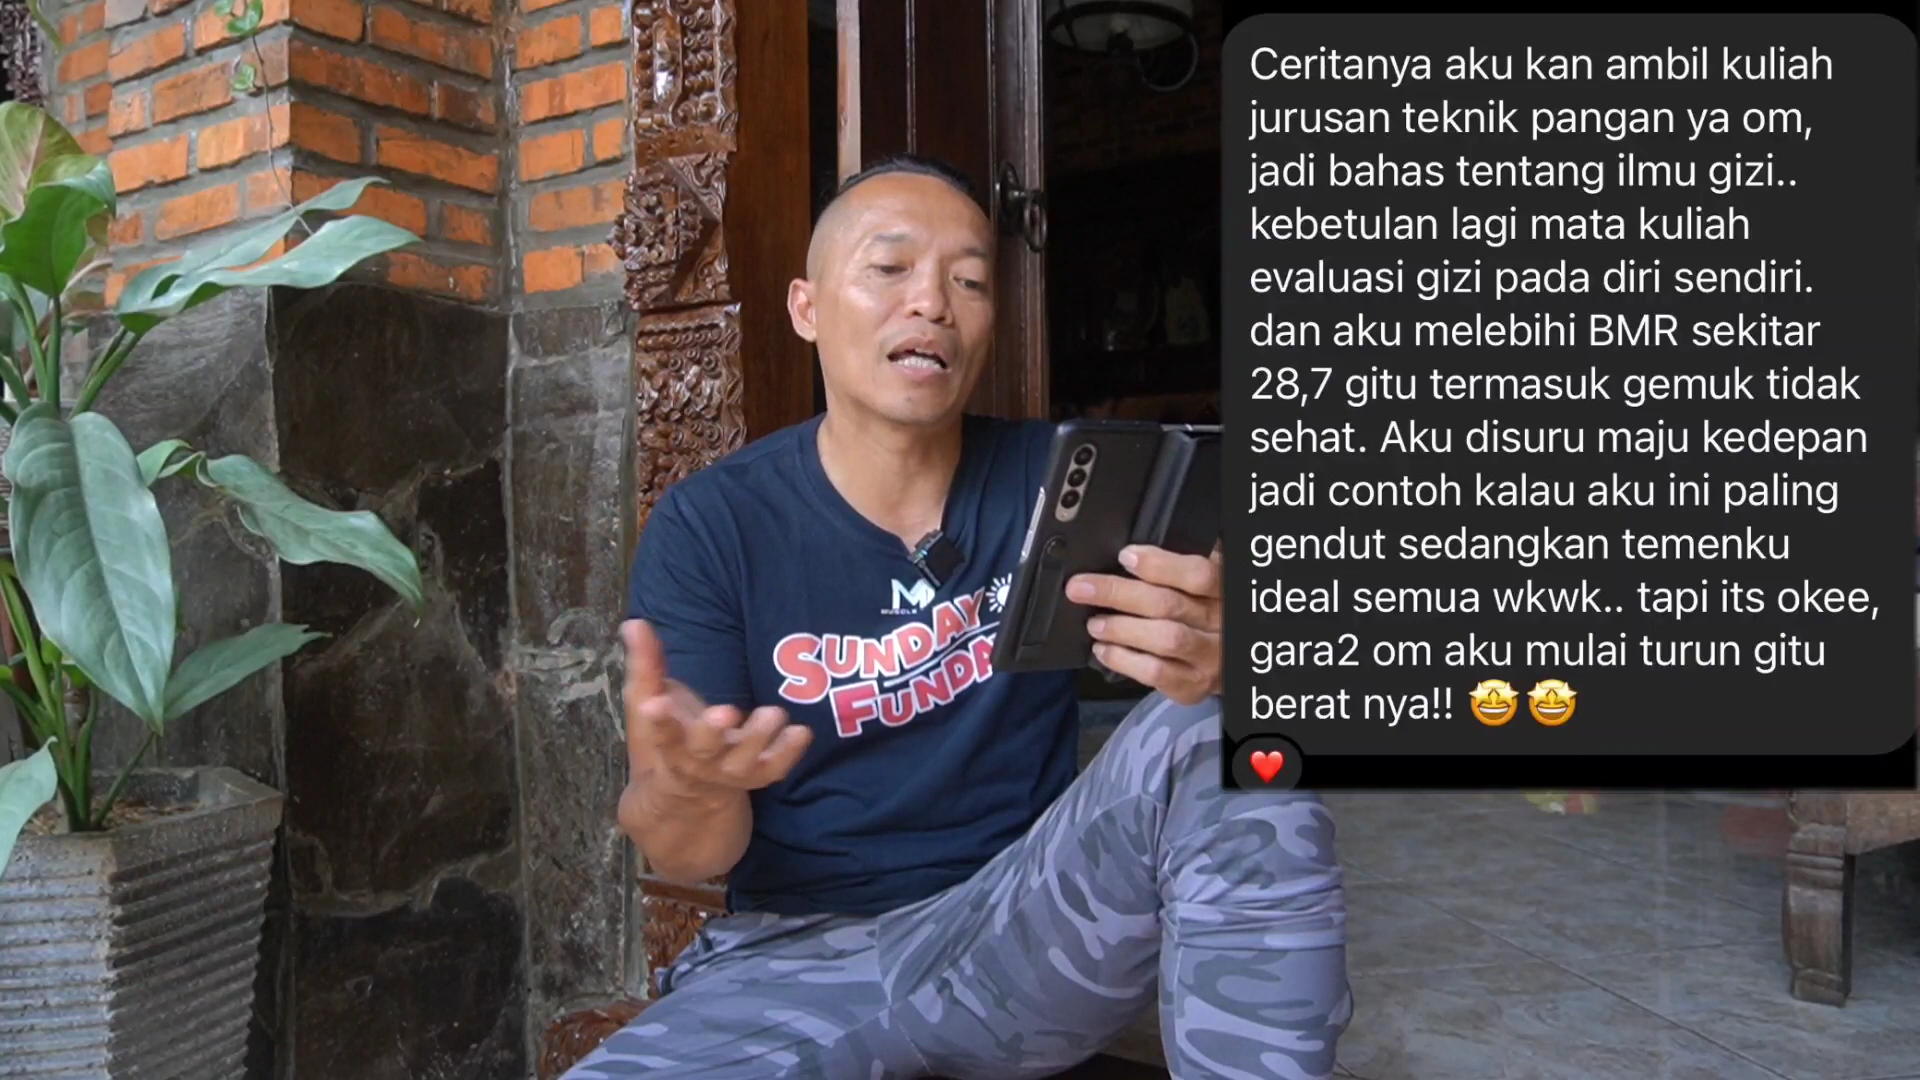 Ceritanya aku kan ambil kuliah
jurusan teknik pangan ya om,
jadi bahas tentang ilmu gizi..
kebetulan lagi mata kuliah
evaluasi gizi pada diri sendiri.
dan aku melebihi BMR sekitar
28,7 gitu termasuk gemuk tidak
sehat. Aku disuru maju kedepan
jadi contoh kalau aku ini paling
gendut sedangkan temenku
ideal semua wkwk.. tapi its okee,
gara2 om aku mulai turun gitu
berat nya!! 🤩🤩
❤️
M
MUSCLE
SUNDAY